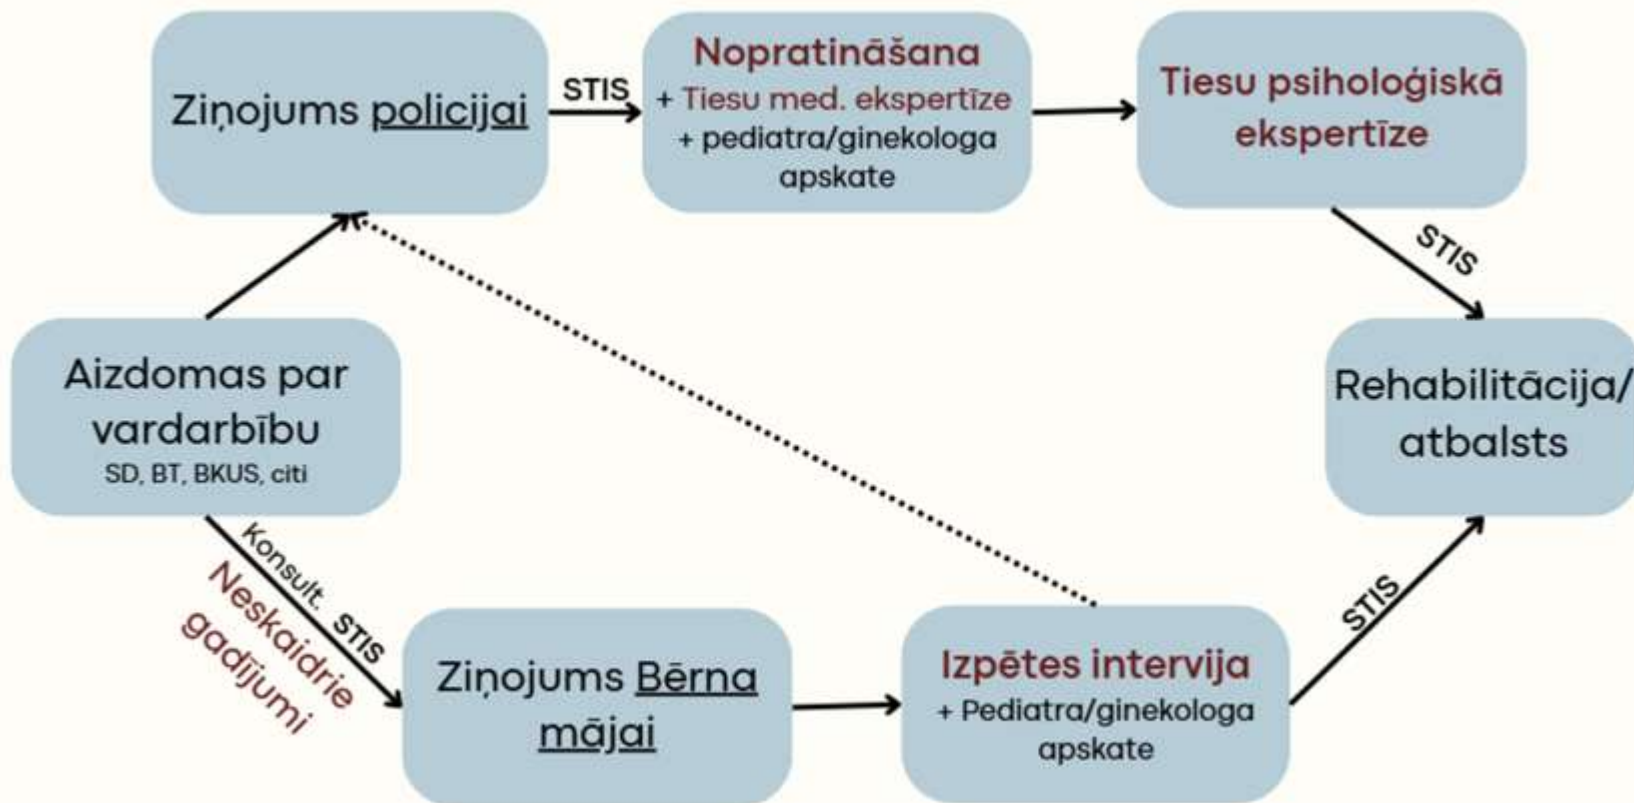 Ziņojums policijai
STIS
Nopratināšana
+ Tiesu med. ekspertīze
+ pediatra/ginekologa
apskate
Tiesu psiholoģiskā
ekspertīze
STIS
Aizdomas par
vardarbību
SD, BT, BKUS, citi
Rehabilitācija/
atbalsts
Konsult. STIS
Neskaidrie
gadījumi
Ziņojums Bērna
mājai
Izpētes intervija
+ Pediatra/ginekologa
apskate
STIS